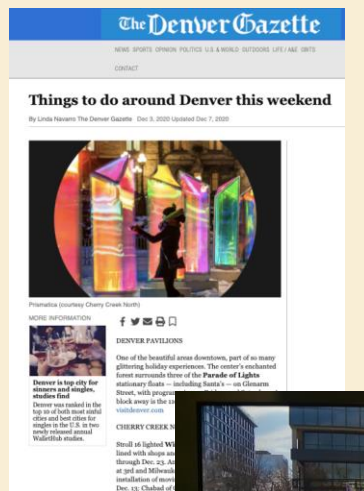 The Denver Gazette
NEWS SPORTS OPINION POLITICS U.S. & WORLD OUTDOORS LIFE / A&E OBITS
CONTACT
Things to do around Denver this weekend
By Linda Navarro The Denver Gazette Dec 3, 2020 Updated Dec 7, 2020
Prismatica (courtesy Cherry Creek North)
MORE INFORMATION
Denver is top city for
sinners and singles,
studies find
Denver was ranked in the
top 10 of both most sinful
cities and best cities for
singles in the U.S. in two
newly released annual
WalletHub studies.
DENVER PAVILIONS
One of the beautiful areas downtown, part of so many
glittering holiday experiences. The center's enchanted
forest surrounds three of the Parade of Lights
stationary floats — including Santa's — on Glenarm
Street, with
block away is the
visitdenver.com
CHERRY CREEK N
Stroll 16 lighted
lined with shops
through Dec.
at 3rd and
installation of
Dec. 13: Chabad of